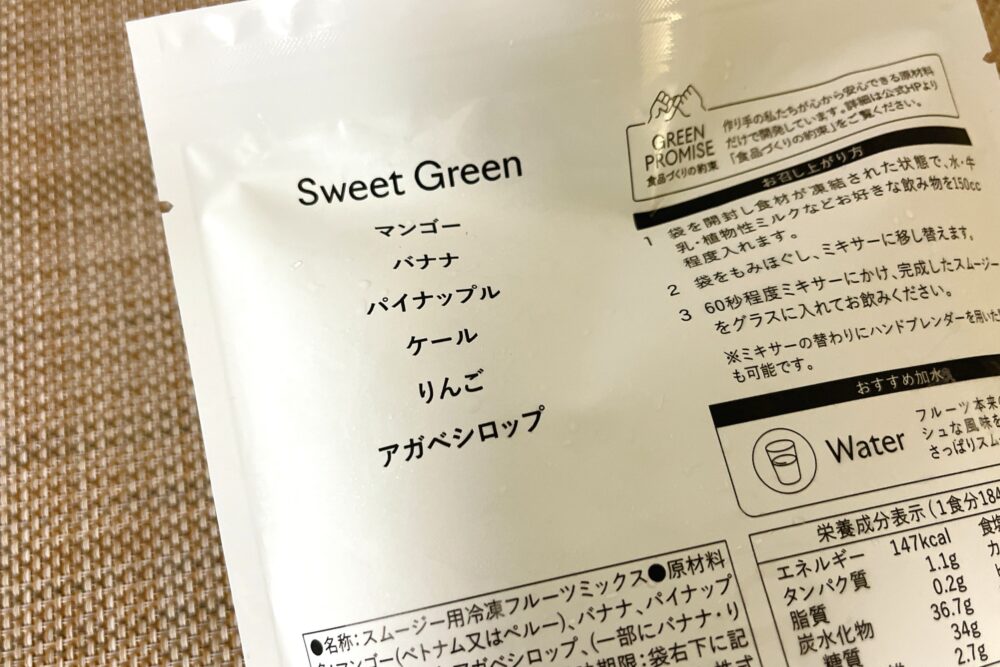 Sweet Green
マンゴー
バナナ
パイナップル
ケール
りんご
アガベシロップ
GREEN
PROMISE
食品づくりの約束
作り手の私たちが心から安心できる原材料
だけで開発しています。詳細は公式HPより
「食品づくりの約束」をご覧ください。
お召し上がり方
1 袋を開封し食材が凍結された状態で、水・牛
乳・植物性ミルクなどお好きな飲み物を150cc
程度入れます。
2 袋をもみほぐし、ミキサーに移し替えます。
3 60秒程度ミキサーにかけ、完成したスムージー
をグラスに入れてお飲みください。
※ミキサーの替わりにハンドブレンダーを用いた
も可能です。
おすすめ加水
Water
フルーツ本来の
シュな風味を
さっぱりスム
栄養成分表示(1食分184
エネルギー 147kcal
タンパク質 1.1g
脂質 0.2g
炭水化物 36.7g
糖質 34g
2.7g
食塩
カ
●名称:スムージー用冷凍フルーツミックス●原材料
マンゴー(ベトナム又はペルー)、バナナ、パイナップ
アガベシロップ、(一部にバナナ・り
期限:袋右下に記
株式